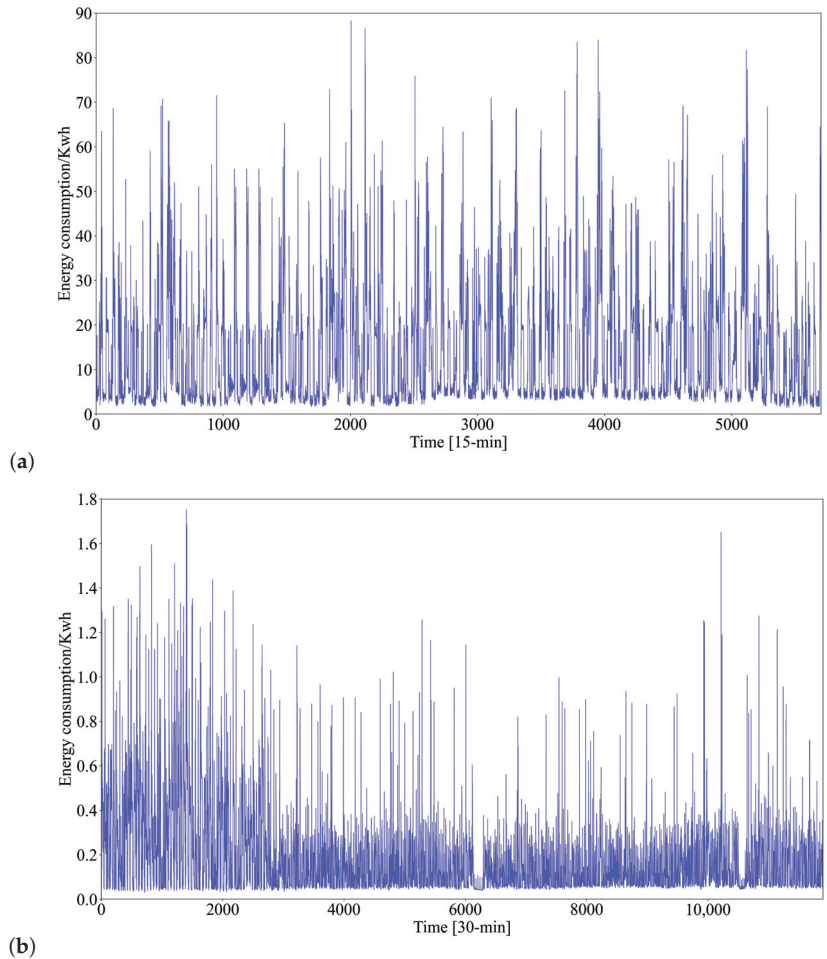 90
80
70
60
50
40
30
20
10
0
Energy consumption/Kwh
1000 2000 3000 4000 5000
Time [15-min]
(a)
1.8
1.6
1.4
1.2
1.0
0.8
0.6
0.4
0.2
0.0
Energy consumption/Kwh
0 2000 4000 6000 8000 10,000
Time [30-min]
(b)